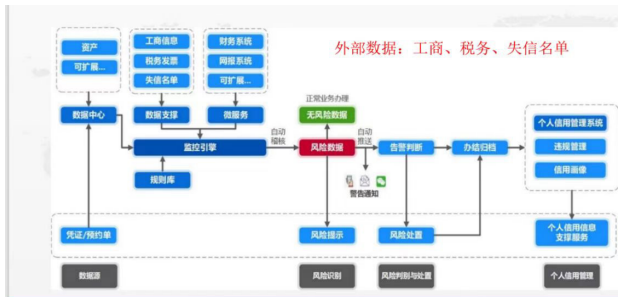 外部数据：工商、税务、失信名单
资产
可扩展...
工商信息
税务发票
失信名单
财务系统
网报系统
可扩展...
正常业务办理
无风险数据
数据中心
数据支撑
微服务
监控引擎
自动
稽核
风险数据
自动
推送
告警判断
办结归档
个人信用管理系统
违规管理
信用画像
规则库
警告通知
凭证/预约单
风险提示
风险处置
个人信用信息
支撑服务
数据源
风险识别
风险判别与处置
个人信用管理